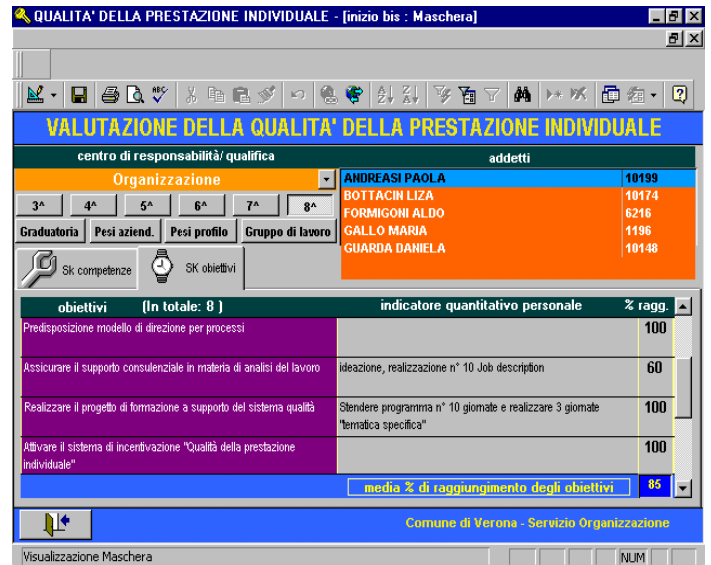 QUALITA' DELLA PRESTAZIONE INDIVIDUALE - [inizio bis : Maschera]
VALUTAZIONE DELLA QUALITA' DELLA PRESTAZIONE INDIVIDUALE
centro di responsabilità/ qualifica
addetti
Organizzazione
ANDREASI PAOLA 10199
BOTTACIN LIZA 10174
FORMIGONI ALDO 6216
GALLO MARIA 1196
GUARDA DANIELA 10148
3^ 4^ 5^ 6^ 7^ 8^
Graduatoria Pesi aziend. Pesi profilo Gruppo di lavoro
Sk competenze SK obiettivi
obiettivi (In totale: 8 ) indicatore quantitativo personale % ragg.
Predisposizione modello di direzione per processi 100
Assicurare il supporto consulenziale in materia di analisi del lavoro ideazione, realizzazione n° 10 Job description 60
Realizzare il progetto di formazione a supporto del sistema qualità Stendere programma n° 10 giornate e realizzare 3 giornate 100
"tematica specifica"
Attivare il sistema di incentivazione "Qualità della prestazione 100
individuale"
media % di raggiungimento degli obiettivi 85
Comune di Verona - Servizio Organizzazione
Visualizzazione Maschera NUM